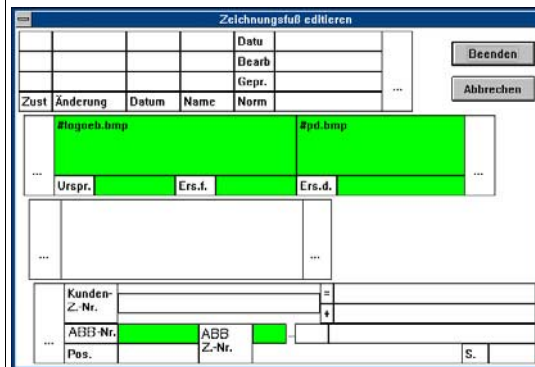 Zeichnungsfuß editieren
Datu
Dearb
Gepr.
Zust Änderung Datum Name Norm
...
Beenden
Abbrechen
#logoeb.bmp #pd.bmp
... ...
Urspr. Ers.f. Ers.d.
... ...
Kunden-
Z.-Nr.
=
+
...
ABB-Nr. ABB
Z.-Nr.
Pos. S.